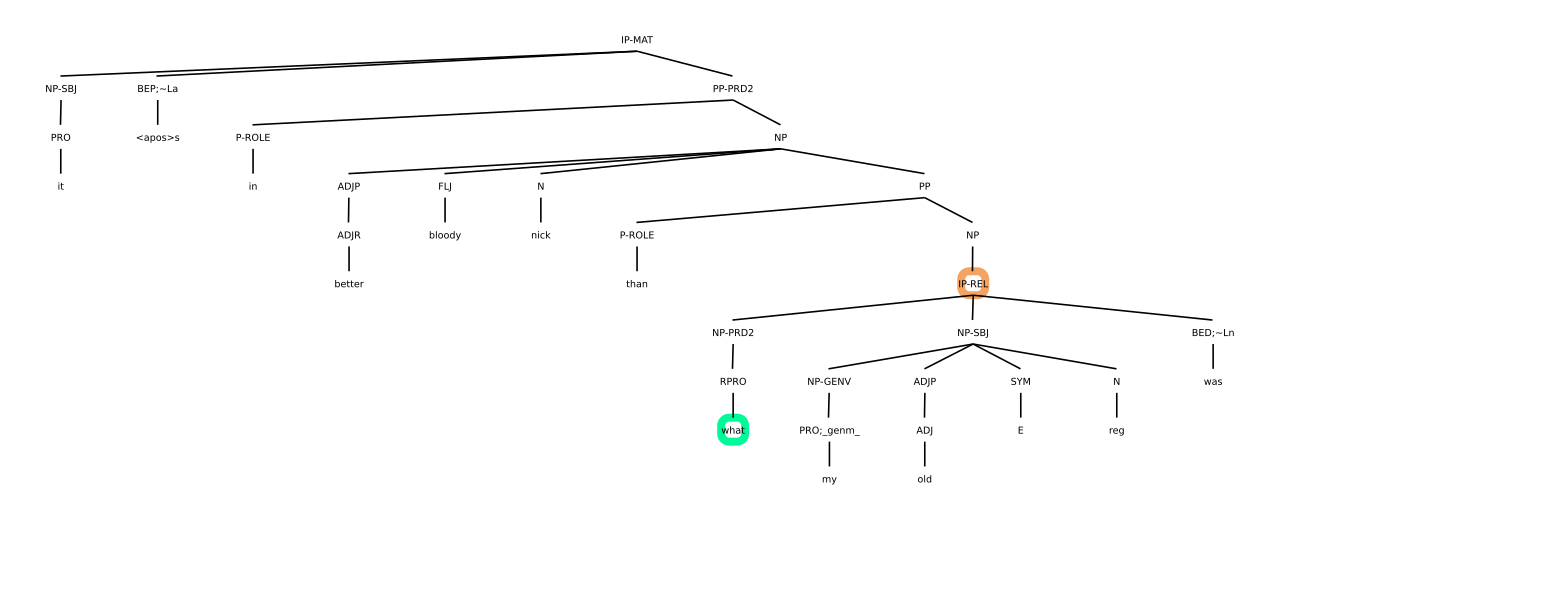 IP-MAT
NP-SBJ BEP;~La PP-PRD2
PRO <apos>s P-ROLE NP
it in ADJP FLJ N PP
ADJR bloody nick P-ROLE NP
better than IP-REL
NP-PRD2 NP-SBJ BED;~Ln
RPRO NP-GENV ADJP SYM N was
what PRO;_genm_ ADJ E reg
my old